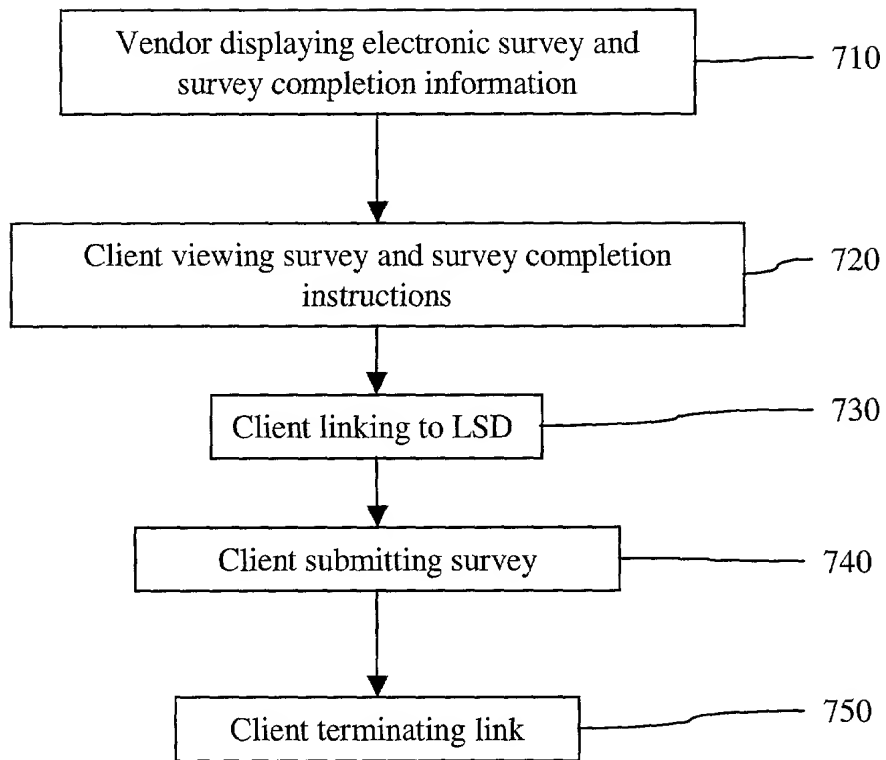 Vendor displaying electronic survey and
survey completion information
710
Client viewing survey and survey completion
instructions
720
Client linking to LSD
730
Client submitting survey
740
Client terminating link
750